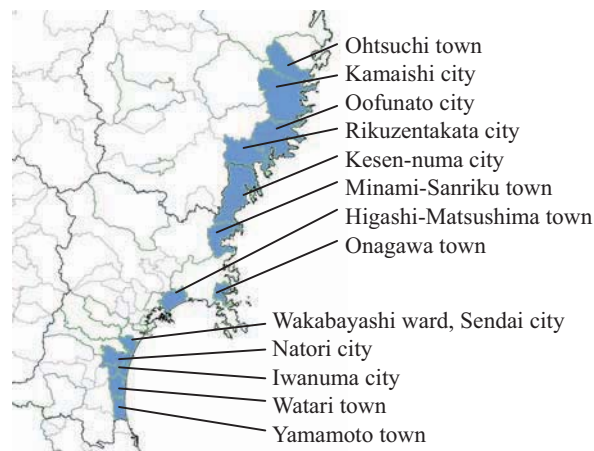 Ohtsuchi town
Kamaishi city
Oofunato city
Rikuzentakata city
Kesen-numa city
Minami-Sanriku town
Higashi-Matsushima town
Onagawa town
Wakabayashi ward, Sendai city
Natori city
Iwanuma city
Watari town
Yamamoto town